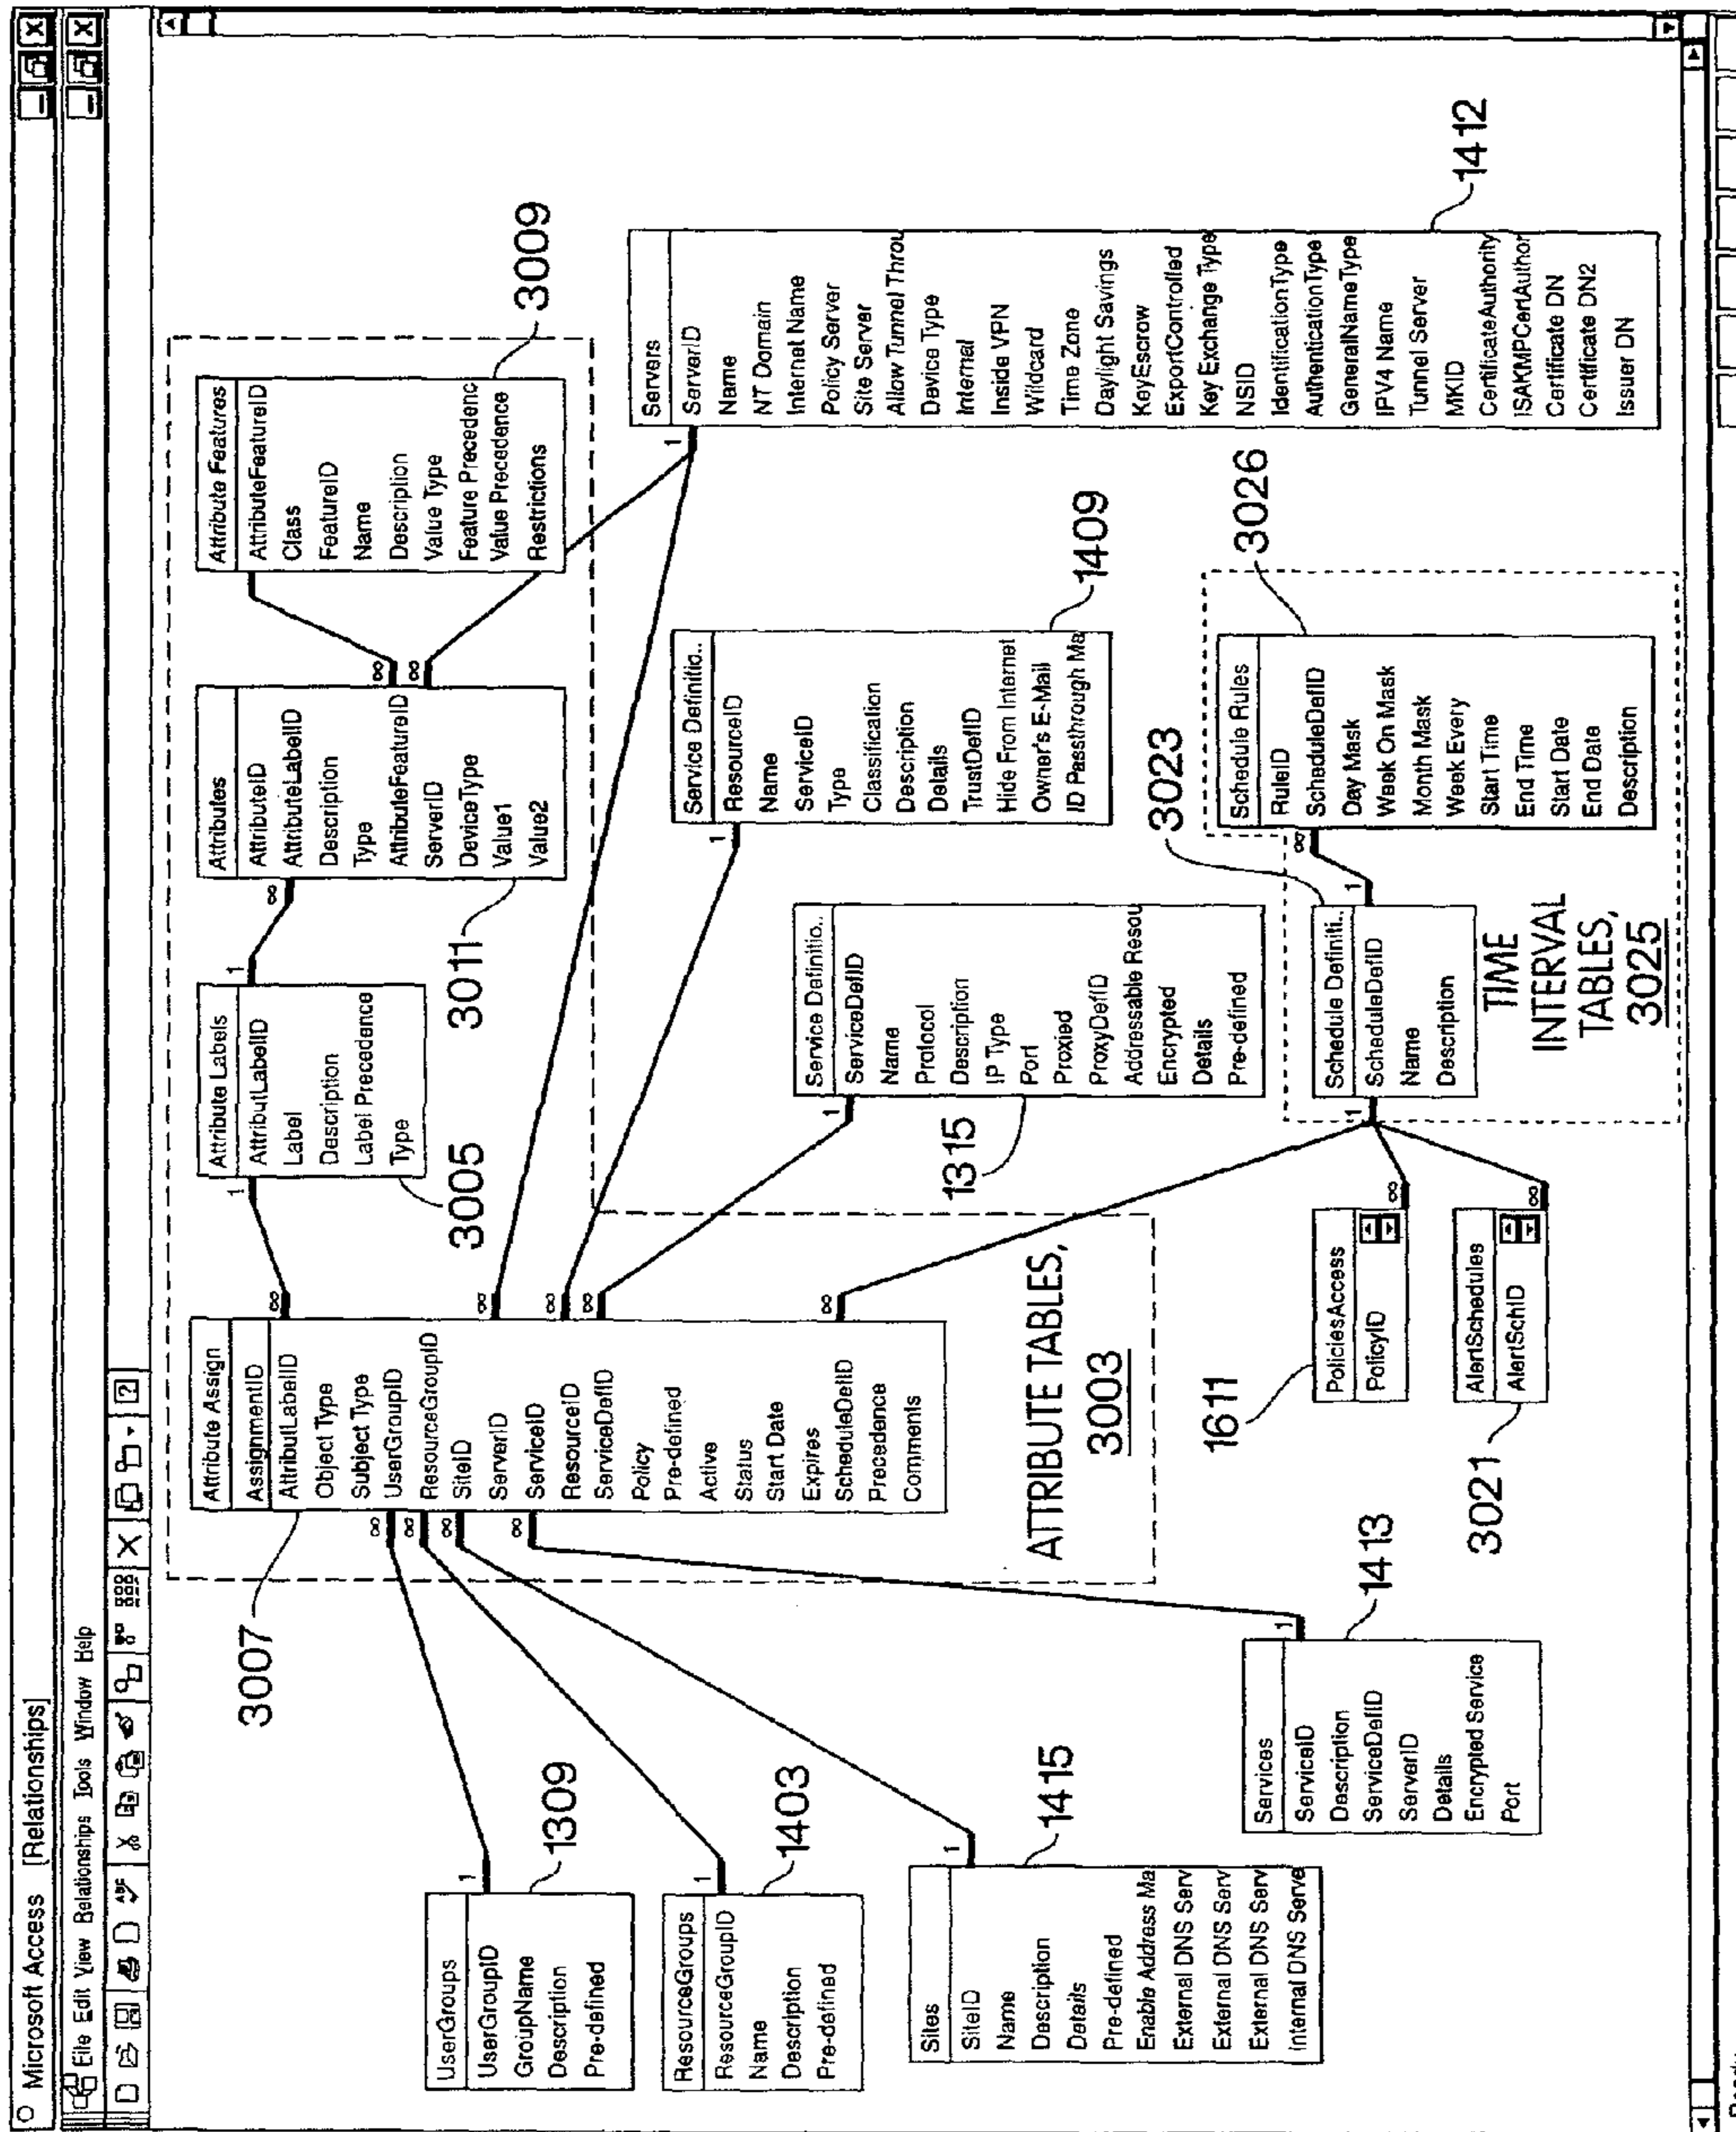 Microsoft Access [Relationships]
File Edit View Relationships Tools Window Help
Attribute Assign
AssignmentID
AttributLabelID
Object Type
Subject Type
UserGroupID
ResourceGroupID
SiteID
ServerID
ServiceID
ResourceID
ServiceDefID
Policy
Pre-defined
Active
Status
Start Date
Expires
ScheduleDefID
Precedence
Comments
3007
Attribute Labels
AttributLabelID
Label
Description
Label Precedence
Type
3005
Attributes
AttributeID
AttributeLabelID
Description
Type
AttributeFeatureID
ServerID
DeviceType
Value1
Value2
3011
Attribute Features
AttributeFeatureID
Class
FeatureID
Name
Description
Value Type
Feature Precedenc
Value Precedence
Restrictions
3009
ATTRIBUTE TABLES,
3003
UserGroups
UserGroupID
GroupName
Description
Pre-defined
1309
ResourceGroups
ResourceGroupID
Name
Description
Pre-defined
1403
Sites
SiteID
Name
Description
Details
Pre-defined
Enable Address Ma
External DNS Serv
External DNS Serv
External DNS Serv
Internal DNS Serve
1415
Services
ServiceID
Description
ServiceDefID
ServerID
Details
Encrypted Service
Port
1413
PoliciesAccess
PolicyID
1611
AlertSchedules
AlertSchID
3021
Service Definitio..
ServiceDefID
Name
Protocol
Description
IP Type
Port
Proxied
ProxyDefID
Addressable Resou
Encrypted
Details
Pre-defined
1315
Service Definitio..
ResourceID
Name
ServiceID
Type
Classification
Description
Details
TrustDefID
Hide From Internet
Owner's E-Mail
ID Passthrough Ma
1409
Servers
ServerID
Name
NT Domain
Internet Name
Policy Server
Site Server
Allow Tunnel Throu
Device Type
Internal
Inside VPN
Wildcard
Time Zone
Daylight Savings
KeyEscrow
ExportControlled
Key Exchange Type
NSID
IdentificationType
AuthenticationType
GeneralNameType
IPV4 Name
Tunnel Server
MKID
CertificateAuthority
ISAKMPCertAuthor
Certificate DN
Certificate DN2
Issuer DN
1412
Schedule Definiti..
ScheduleDefID
Name
Description
3023
Schedule Rules
RuleID
ScheduleDefID
Day Mask
Week On Mask
Month Mask
Week Every
Start Time
End Time
Start Date
End Date
Description
3026
TIME
INTERVAL
TABLES,
3025